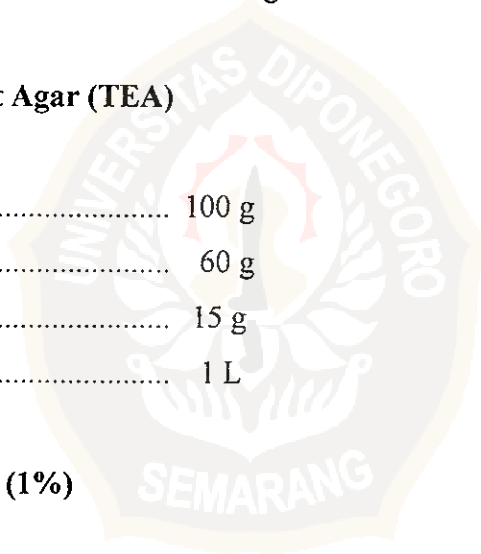 g
t Agar (TEA)
........................ 100 g
........................ 60 g
........................ 15 g
........................ 1 L
(1%)
UNIVERSITAS DIPONEGORO
SEMARANG